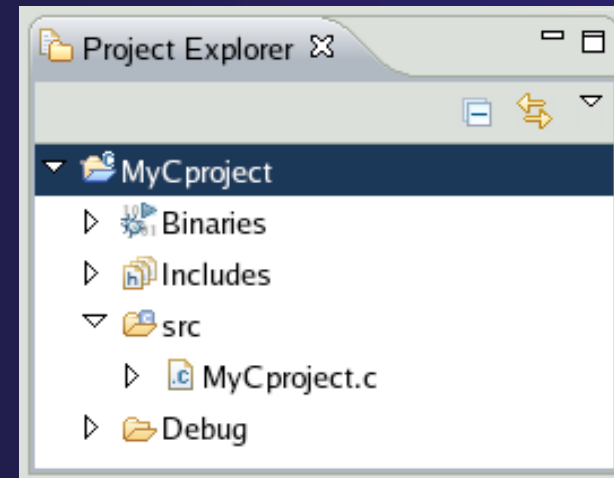 Project Explorer
MyCproject
Binaries
Includes
src
MyCproject.c
Debug